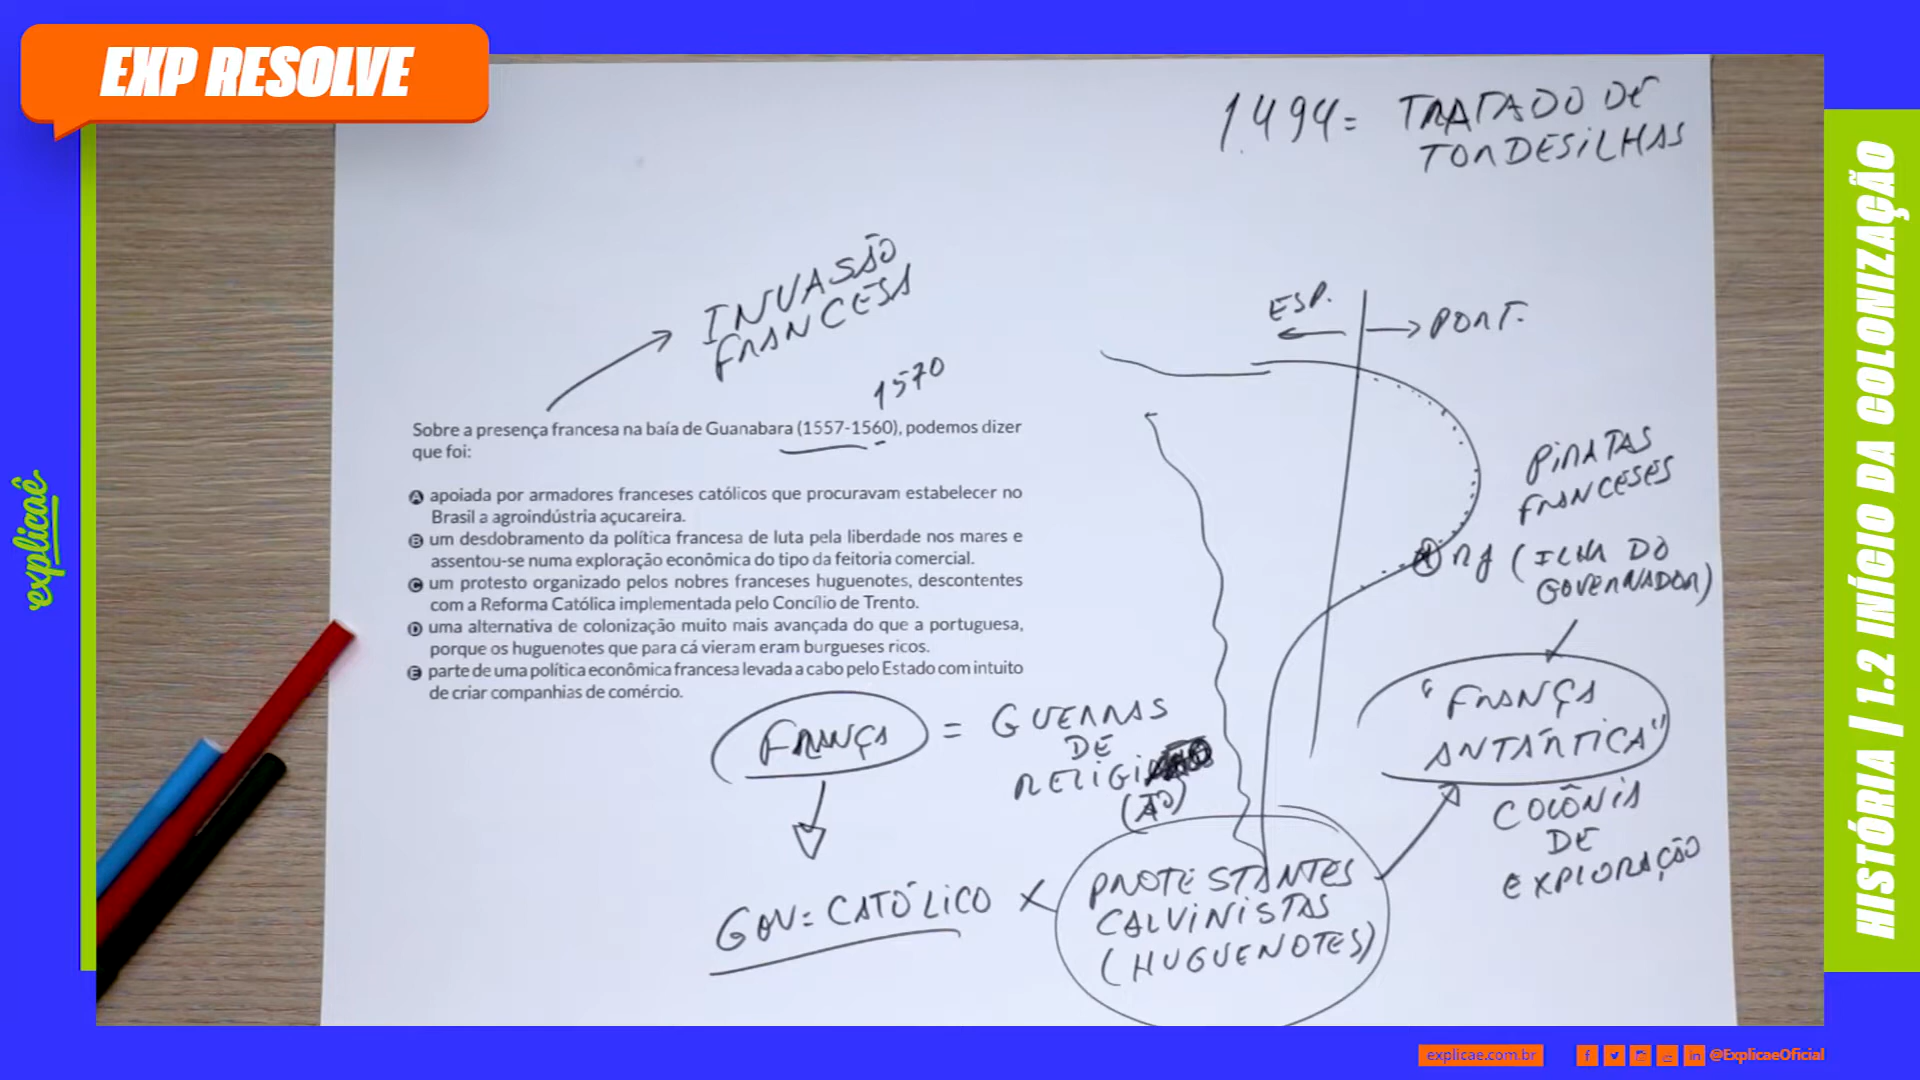 EXP RESOLVE
1494 = TRATADO DE
TORDESILHAS
INVASÃO
FRANCESA
1570
ESP.
PORT.
Sobre a presença francesa na baía de Guanabara (1557-1560), podemos dizer
que foi:
A apoiada por armadores franceses católicos que procuravam estabelecer no
Brasil a agroindústria açucareira.
B um desdobramento da política francesa de luta pela liberdade nos mares e
assentou-se numa exploração econômica do tipo da feitoria comercial.
C um protesto organizado pelos nobres franceses huguenotes, descontentes
com a Reforma Católica implementada pelo Concílio de Trento.
D uma alternativa de colonização muito mais avançada do que a portuguesa,
porque os huguenotes que para cá vieram eram burgueses ricos.
E parte de uma política econômica francesa levada a cabo pelo Estado com intuito
de criar companhias de comércio.
PIRATAS
FRANCESES
RJ (ILHA DO
GOVERNADOR)
"FRANÇA
ANTÁRTICA"
COLÔNIA
DE
EXPLORAÇÃO
FRANÇA = GUERRAS
DE
RELIGI
(ÃO)
GOV = CATÓLICO X PROTESTANTES
CALVINISTAS
(HUGUENOTES)
explicaê
HISTÓRIA | 1.2 INÍCIO DA COLONIZAÇÃO
explicae.com.br
@ExplicaeOficial